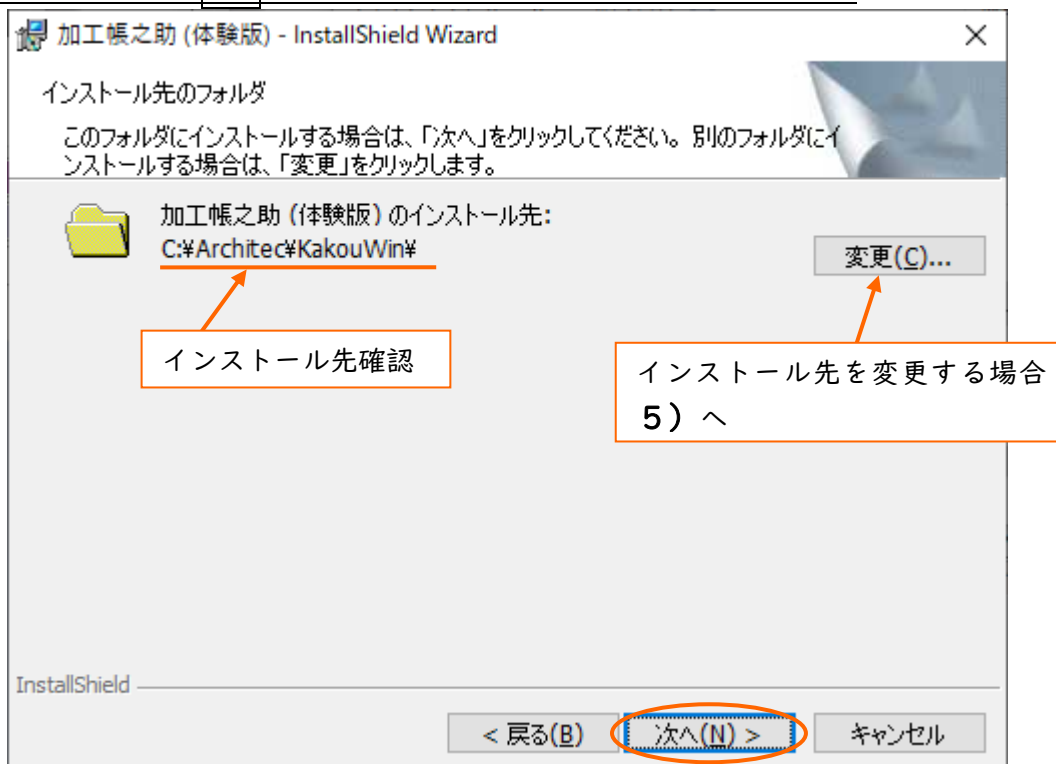 加工帳之助 (体験版) - InstallShield Wizard
インストール先のフォルダ
このフォルダにインストールする場合は、「次へ」をクリックしてください。別のフォルダにイ
ンストールする場合は、「変更」をクリックします。
加工帳之助 (体験版) のインストール先:
C:¥Architec¥KakouWin¥
変更(C)...
インストール先確認
インストール先を変更する場合
5）へ
InstallShield
< 戻る(B)
次へ(N) >
キャンセル